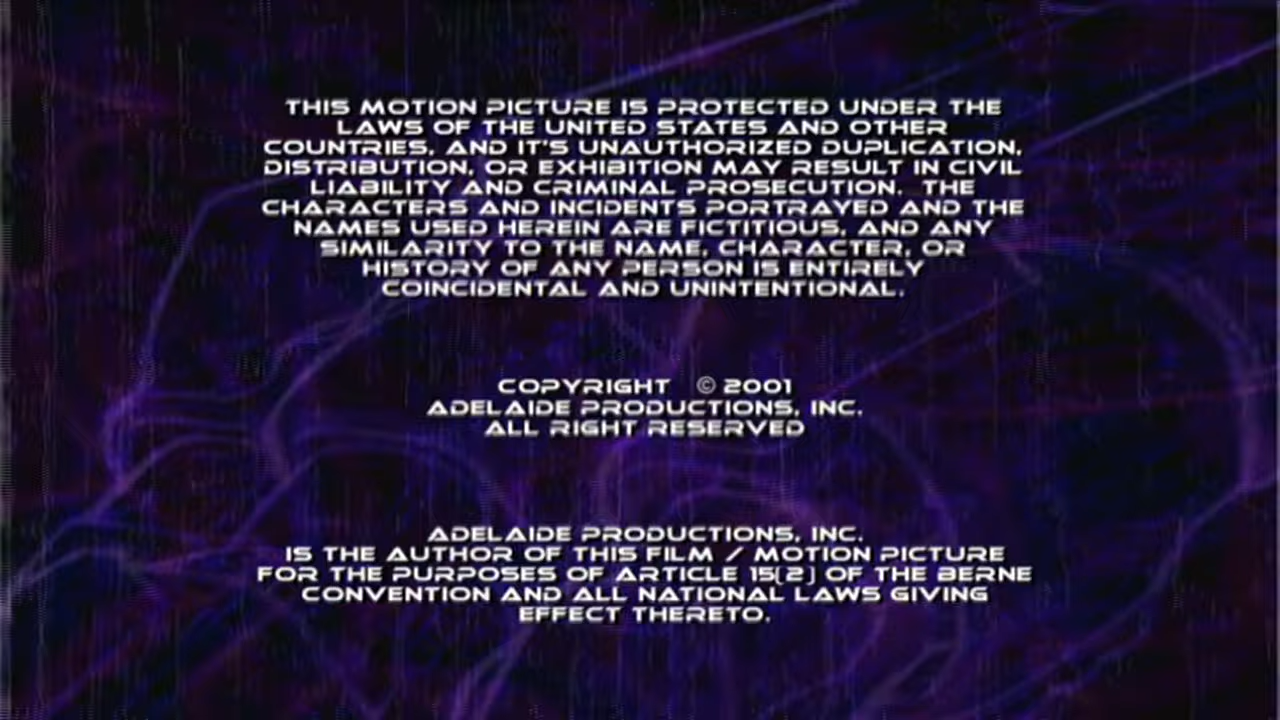 THIS MOTION PICTURE IS PROTECTED UNDER THE
LAWS OF THE UNITED STATES AND OTHER
COUNTRIES, AND IT'S UNAUTHORIZED DUPLICATION,
DISTRIBUTION, OR EXHIBITION MAY RESULT IN CIVIL
LIABILITY AND CRIMINAL PROSECUTION. THE
CHARACTERS AND INCIDENTS PORTRAYED AND THE
NAMES USED HEREIN ARE FICTITIOUS, AND ANY
SIMILARITY TO THE NAME, CHARACTER, OR
HISTORY OF ANY PERSON IS ENTIRELY
COINCIDENTAL AND UNINTENTIONAL.
COPYRIGHT © 2001
ADELAIDE PRODUCTIONS, INC.
ALL RIGHT RESERVED
ADELAIDE PRODUCTIONS, INC.
IS THE AUTHOR OF THIS FILM / MOTION PICTURE
FOR THE PURPOSES OF ARTICLE 15(2) OF THE BERNE
CONVENTION AND ALL NATIONAL LAWS GIVING
EFFECT THERETO.